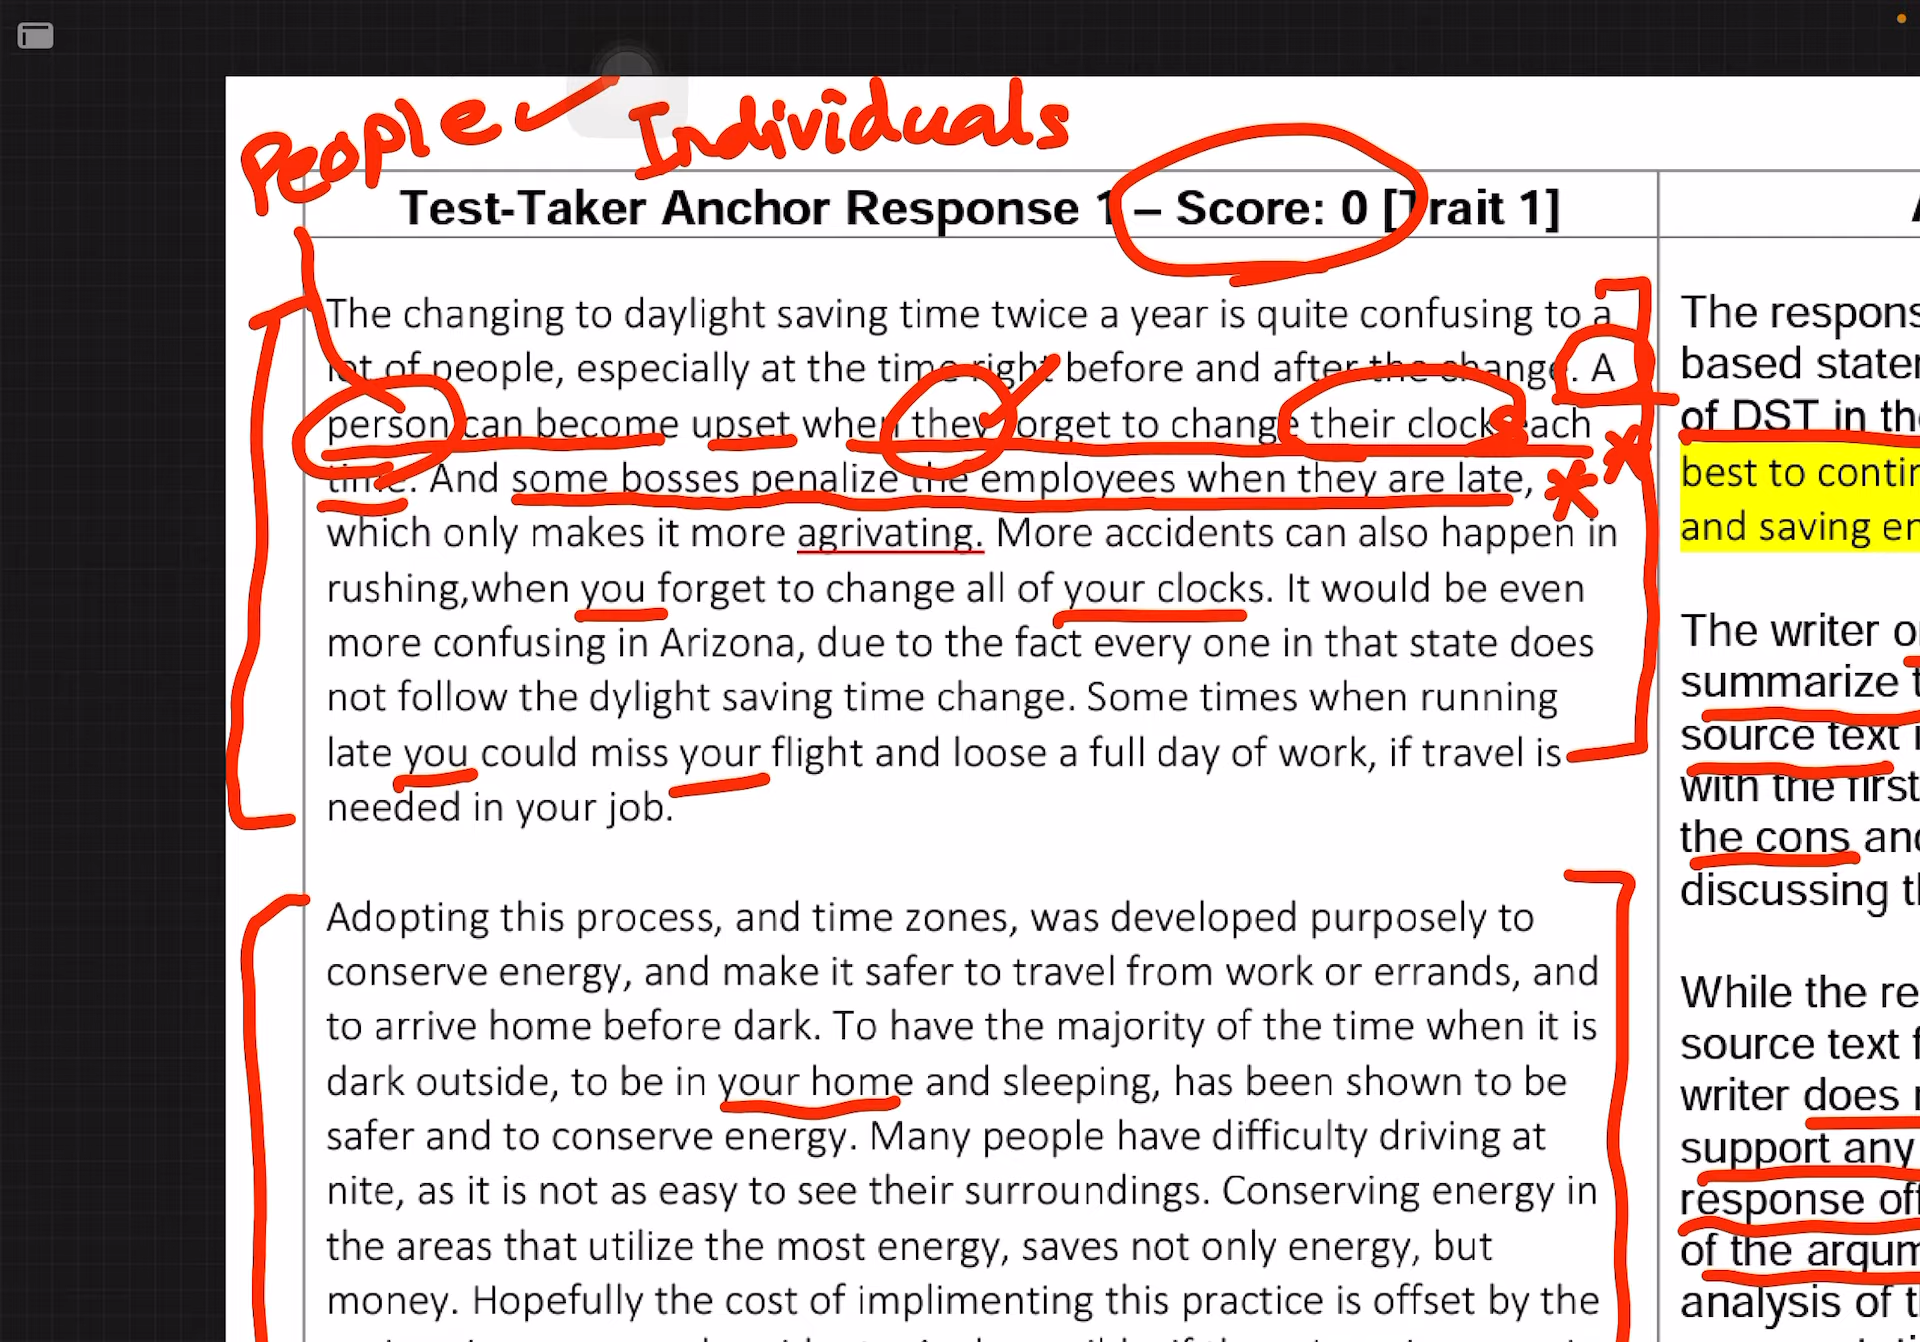 People Individuals
Test-Taker Anchor Response 1 – Score: 0 [Trait 1]
The changing to daylight saving time twice a year is quite confusing to a
lot of people, especially at the time right before and after the change. A
person can become upset when they forget to change their clocks each
time. And some bosses penalize the employees when they are late,
which only makes it more agrivating. More accidents can also happen in
rushing,when you forget to change all of your clocks. It would be even
more confusing in Arizona, due to the fact every one in that state does
not follow the dylight saving time change. Some times when running
late you could miss your flight and loose a full day of work, if travel is
needed in your job.
Adopting this process, and time zones, was developed purposely to
conserve energy, and make it safer to travel from work or errands, and
to arrive home before dark. To have the majority of the time when it is
dark outside, to be in your home and sleeping, has been shown to be
safer and to conserve energy. Many people have difficulty driving at
nite, as it is not as easy to see their surroundings. Conserving energy in
the areas that utilize the most energy, saves not only energy, but
money. Hopefully the cost of implimenting this practice is offset by the
The respons
based stater
of DST in the
best to contin
and saving en
The writer o
summarize t
source text i
with the first
the cons and
discussing th
While the re
source text f
writer does n
support any
response off
of the argum
analysis of t